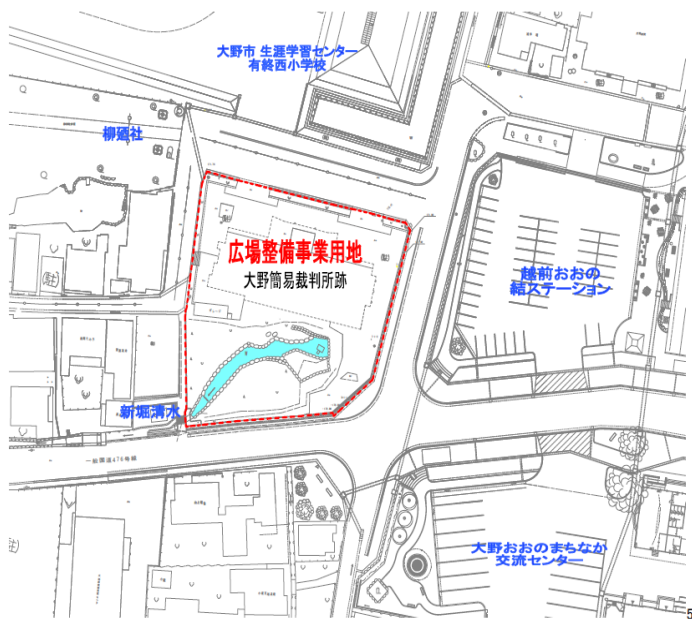 大野市 生涯学習センター
有終西小学校
柳廼社
広場整備事業用地
大野簡易裁判所跡
越前おおの
結ステーション
駐
新堀清水
一般国道476号線
大野おおのまちなか
交流センター
駐
5